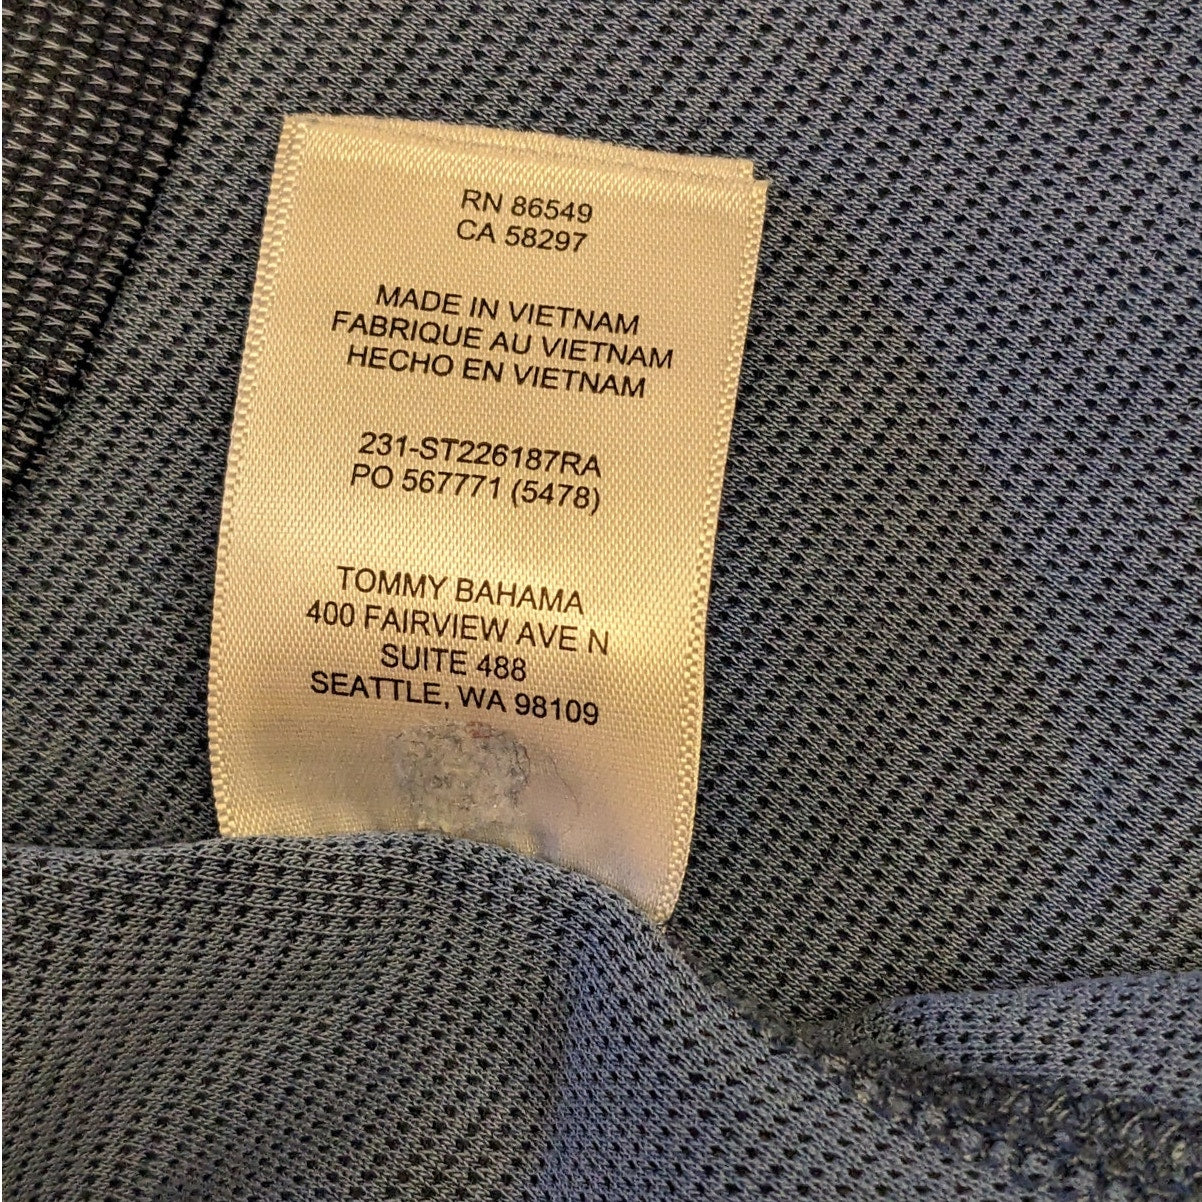 RN 86549
CA 58297
MADE IN VIETNAM
FABRIQUE AU VIETNAM
HECHO EN VIETNAM
231-ST226187RA
PO 567771 (5478)
TOMMY BAHAMA
400 FAIRVIEW AVE N
SUITE 488
SEATTLE, WA 98109